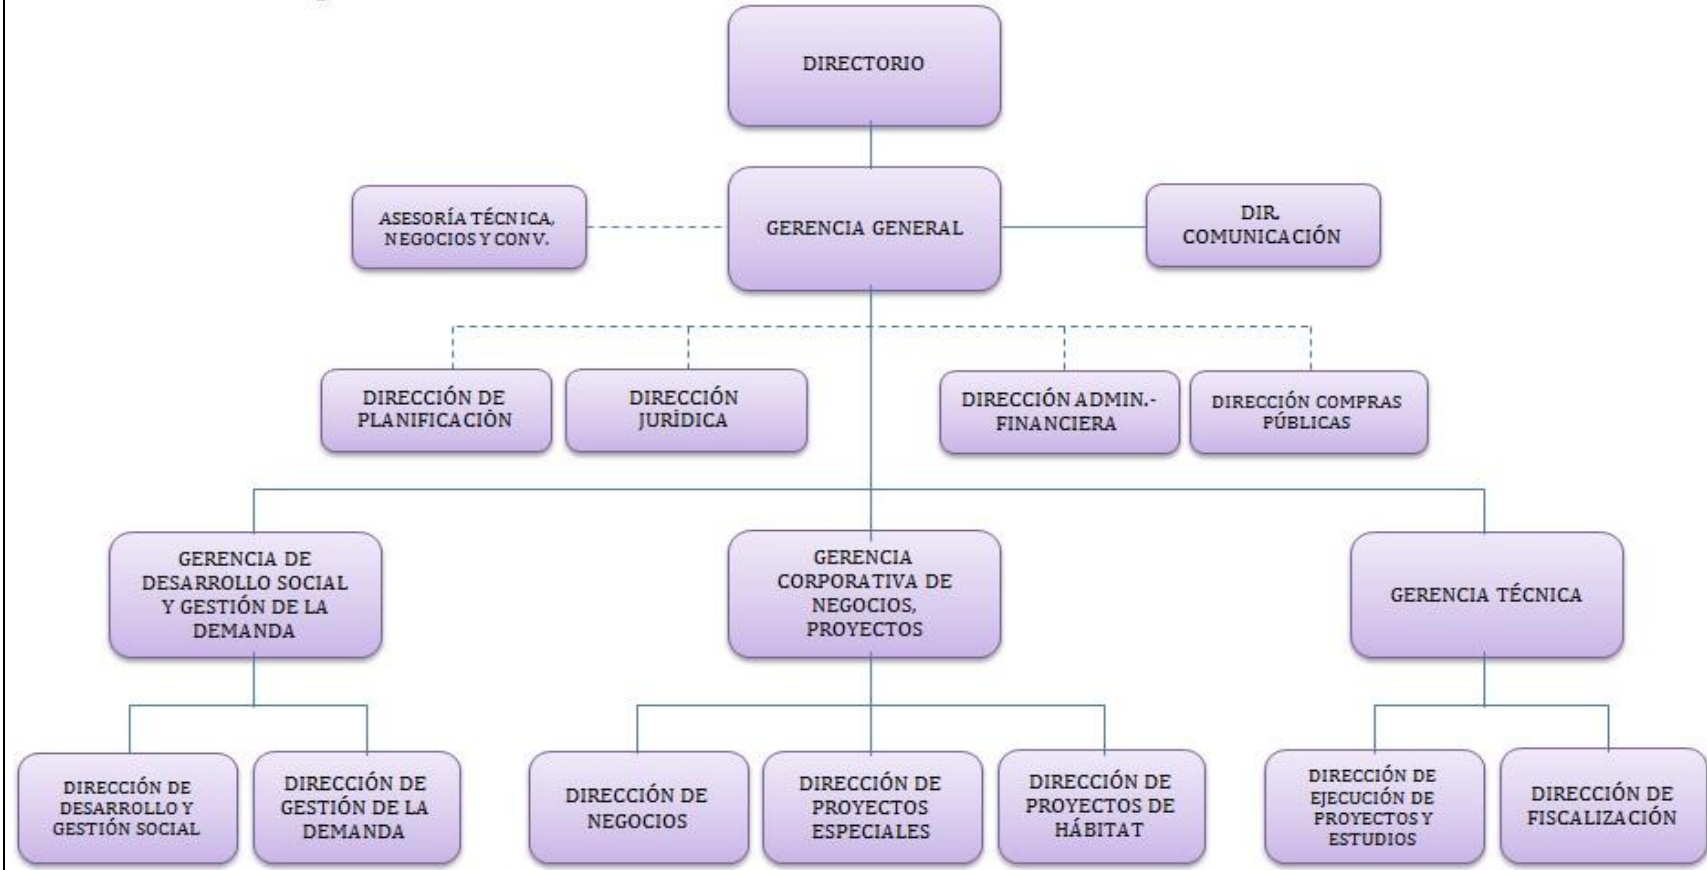 DIRECTORIO
ASESORÍA TÉCNICA,
NEGOCIOS Y CONV.
GERENCIA GENERAL
DIR.
COMUNICACIÓN
DIRECCIÓN DE
PLANIFICACIÓN
DIRECCIÓN
JURÍDICA
DIRECCIÓN ADMIN.-
FINANCIERA
DIRECCIÓN COMPRAS
PÚBLICAS
GERENCIA DE
DESARROLLO SOCIAL
Y GESTIÓN DE LA
DEMANDA
GERENCIA
CORPORATIVA DE
NEGOCIOS,
PROYECTOS
GERENCIA TÉCNICA
DIRECCIÓN DE
DESARROLLO Y
GESTIÓN SOCIAL
DIRECCIÓN DE
GESTIÓN DE LA
DEMANDA
DIRECCIÓN DE
NEGOCIOS
DIRECCIÓN DE
PROYECTOS
ESPECIALES
DIRECCIÓN DE
PROYECTOS DE
HÁBITAT
DIRECCIÓN DE
EJECUCIÓN DE
PROYECTOS Y
ESTUDIOS
DIRECCIÓN DE
FISCALIZACIÓN